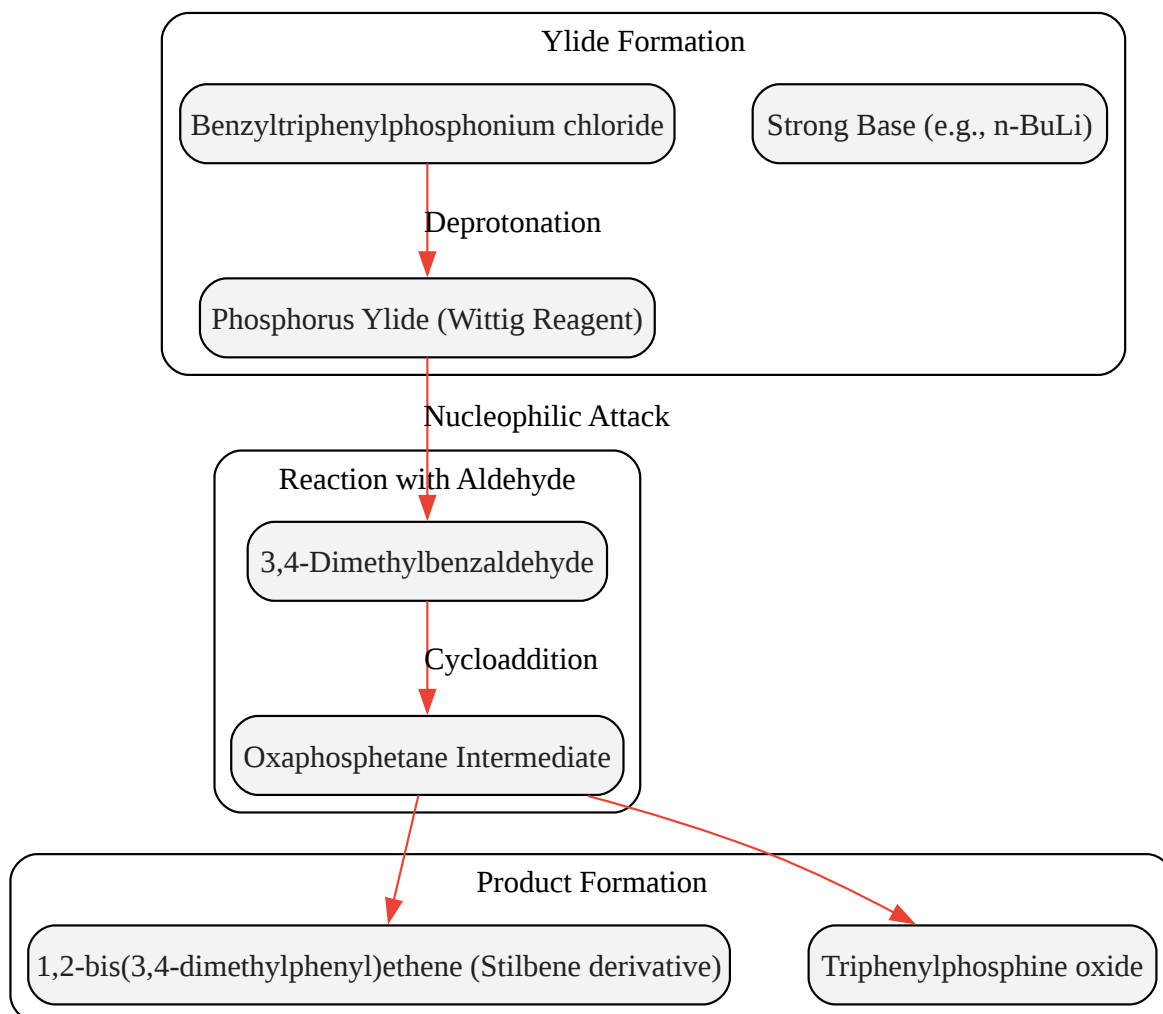 Ylide Formation
Benzyltriphenylphosphonium chloride
Strong Base (e.g., n-BuLi)
Deprotonation
Phosphorus Ylide (Wittig Reagent)
Nucleophilic Attack
Reaction with Aldehyde
3,4-Dimethylbenzaldehyde
Cycloaddition
Oxaphosphetane Intermediate
Product Formation
1,2-bis(3,4-dimethylphenyl)ethene (Stilbene derivative)
Triphenylphosphine oxide